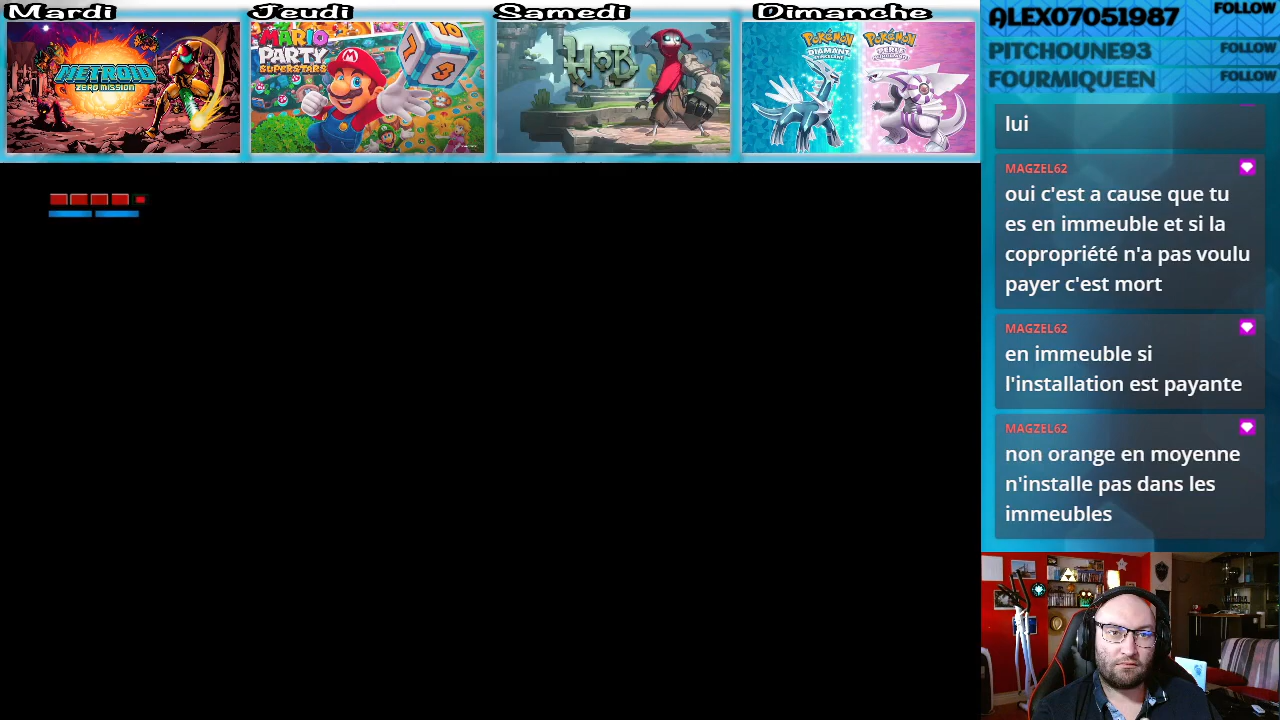 Mardi
Jeudi
Samedi
Dimanche
METROID
ZERO MISSION
MARIO
PARTY
SUPERSTARS
HOB
POKÉMON
DIAMANT
POKÉMON
PERLE
ALEX07051987 FOLLOW
PITCHOUNE93 FOLLOW
FOURMIQUEEN FOLLOW
lui
MAGZEL62
oui c'est a cause que tu
es en immeuble et si la
copropriété n'a pas voulu
payer c'est mort
MAGZEL62
en immeuble si
l'installation est payante
MAGZEL62
non orange en moyenne
n'installe pas dans les
immeubles